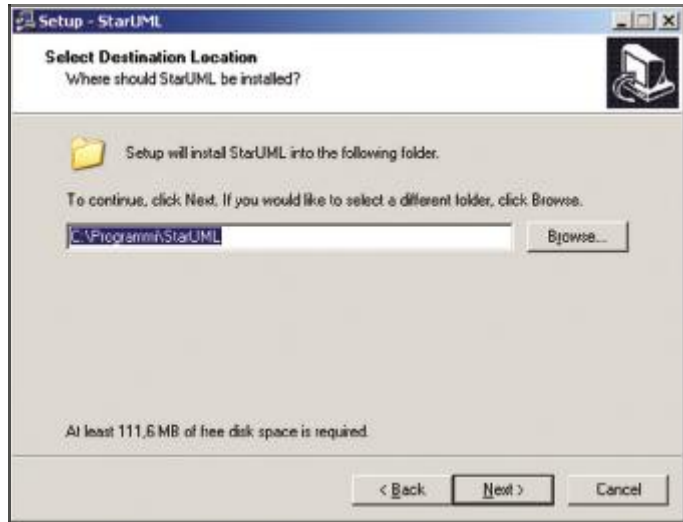 Setup - StarUML
Select Destination Location
Where should StarUML be installed?
Setup will install StarUML into the following folder.
To continue, click Next. If you would like to select a different folder, click Browse.
C:\Programmi\StarUML
Browse...
At least 111,6 MB of free disk space is required.
< Back
Next >
Cancel